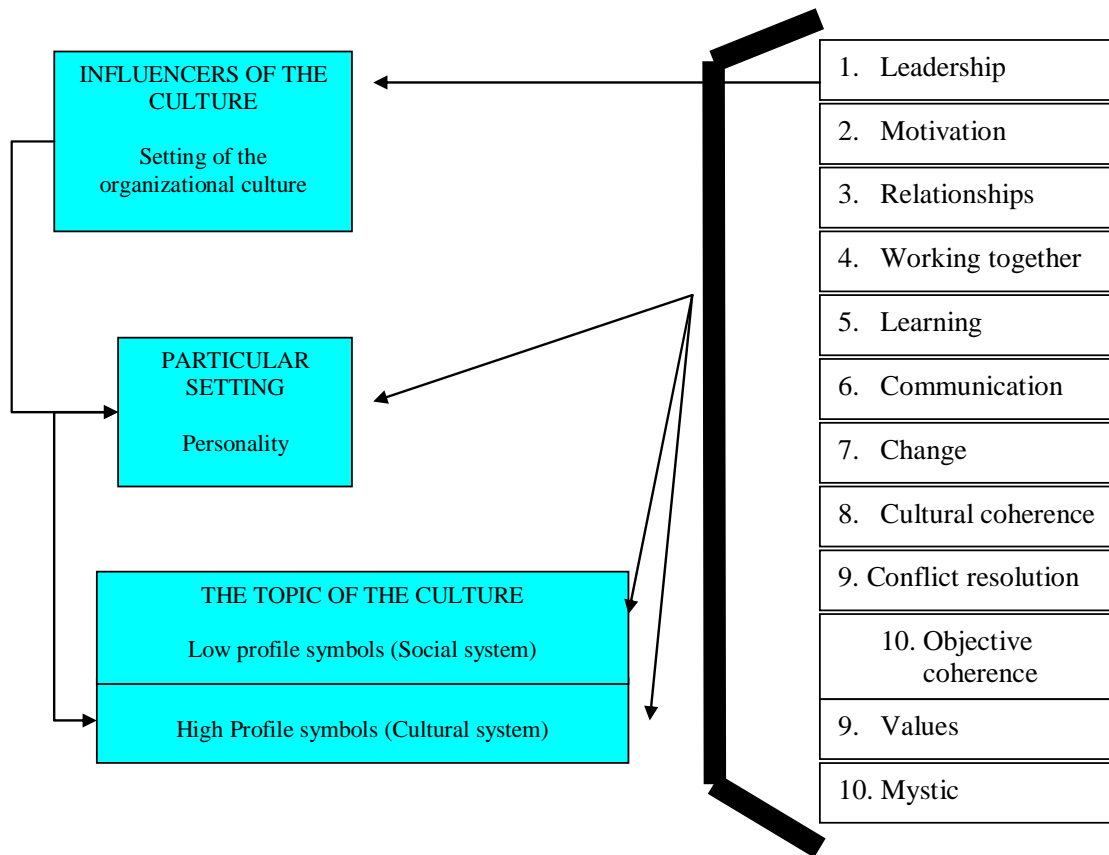 INFLUENCERS OF THE
CULTURE
Setting of the
organizational culture
PARTICULAR
SETTING
Personality
THE TOPIC OF THE CULTURE
Low profile symbols (Social system)
High Profile symbols (Cultural system)
1. Leadership
2. Motivation
3. Relationships
4. Working together
5. Learning
6. Communication
7. Change
8. Cultural coherence
9. Conflict resolution
10. Objective
coherence
9. Values
10. Mystic